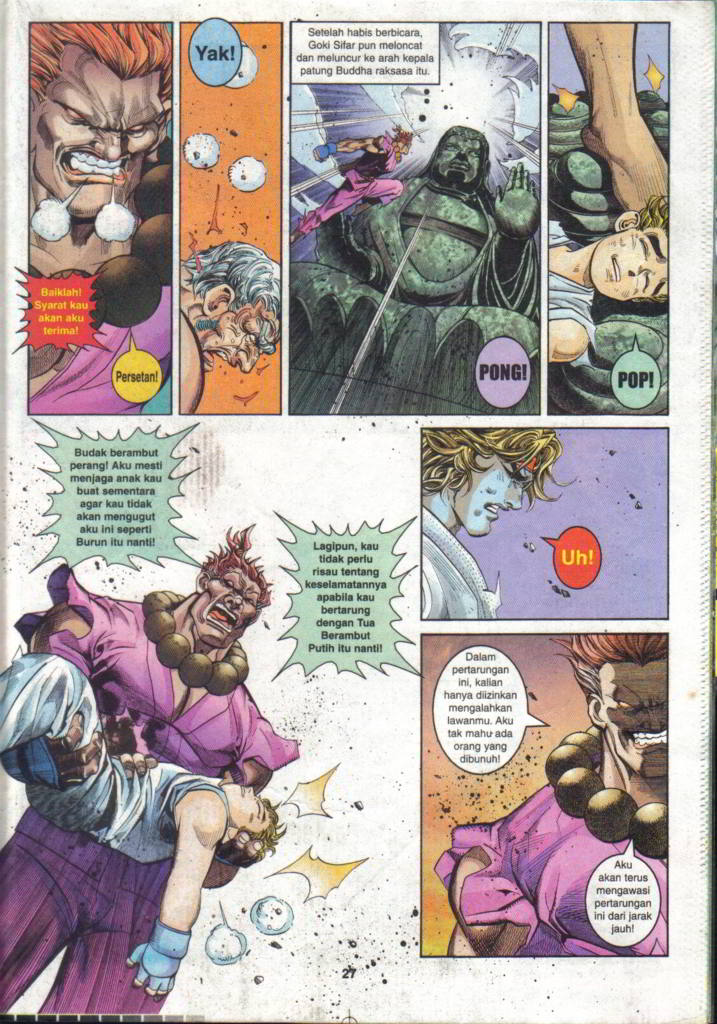 Baiklah!
Syarat kau
akan aku
terima!
Persetan!
Yak!
Setelah habis berbicara,
Goki Sifar pun meloncat
dan meluncur ke arah kepala
patung Buddha raksasa itu.
PONG!
POP!
Budak berambut
perang! Aku mesti
menjaga anak kau
buat sementara
agar kau tidak
akan mengugut
aku ini seperti
Burun itu nanti!
Lagipun, kau
tidak perlu
risau tentang
keselamatannya
apabila kau
bertarung
dengan Tua
Berambut
Putih itu nanti!
Uh!
Dalam
pertarungan
ini, kalian
hanya diizinkan
mengalahkan
lawanmu. Aku
tak mahu ada
orang yang
dibunuh!
Aku
akan terus
mengawasi
pertarungan
ini dari jarak
jauh!
27